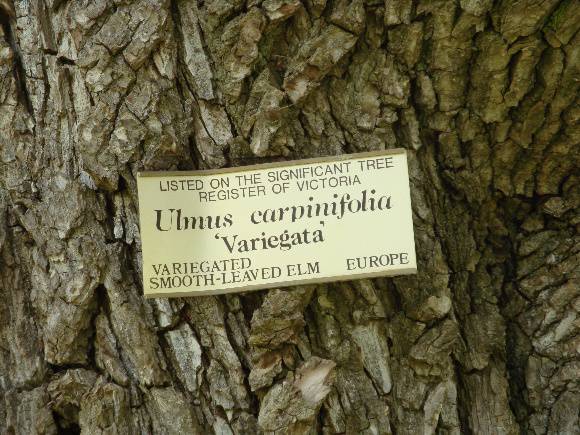 LISTED ON THE SIGNIFICANT TREE
REGISTER OF VICTORIA
Ulmus carpinifolia
'Variegata'
VARIEGATED
SMOOTH-LEAVED ELM EUROPE